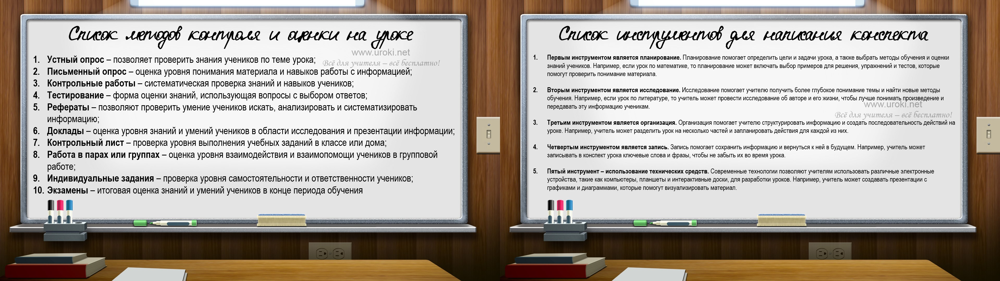 Список методов контроля и оценки на уроке
www.uroki.net
Всё для учителя – всё бесплатно!
1. Устный опрос – позволяет проверить знания учеников по теме урока;
2. Письменный опрос – оценка уровня понимания материала и навыков работы с информацией;
3. Контрольные работы – систематическая проверка знаний и навыков учеников;
4. Тестирование – форма оценки знаний, использующая вопросы с выбором ответов;
5. Рефераты – позволяют проверить умение учеников искать, анализировать и систематизировать
информацию;
6. Доклады – оценка уровня знаний и умений учеников в области исследования и презентации информации;
7. Контрольный лист – проверка уровня выполнения учебных заданий в классе или дома;
8. Работа в парах или группах – оценка уровня взаимодействия и взаимопомощи учеников в групповой
работе;
9. Индивидуальные задания – проверка уровня самостоятельности и ответственности учеников;
10. Экзамены – итоговая оценка знаний и умений учеников в конце периода обучения
Список инструментов для написания конспекта
1. Первым инструментом является планирование. Планирование помогает определить цели и задачи урока, а также выбрать методы обучения и оценки
знаний учеников. Например, если урок по математике, то планирование может включать выбор примеров для решения, упражнений и тестов, которые
помогут проверить понимание материала.
2. Вторым инструментом является исследование. Исследование помогает учителю получить более глубокое понимание темы и найти новые методы
обучения. Например, если урок по литературе, то учитель может провести исследование об авторе и его жизни, чтобы лучше понимать произведение и
передавать эту информацию ученикам.
www.uroki.net
Всё для учителя – всё бесплатно!
3. Третьим инструментом является организация. Организация помогает учителю структурировать информацию и создать последовательность действий на
уроке. Например, учитель может разделить урок на несколько частей и запланировать действия для каждой из них.
4. Четвертым инструментом является запись. Запись помогает сохранить информацию и вернуться к ней в будущем. Например, учитель может
записывать в конспект урока ключевые слова и фразы, чтобы не забыть их во время урока.
5. Пятый инструмент – использование технических средств. Современные технологии позволяют учителям использовать различные электронные
устройства, такие как компьютеры, планшеты и интерактивные доски, для разработки уроков. Например, учитель может создавать презентации с
графиками и диаграммами, которые помогут визуализировать материал.